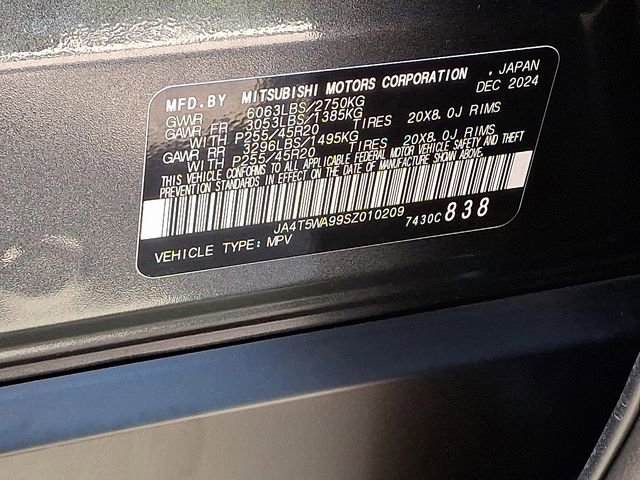 MFD.BY MITSUBISHI MOTORS CORPORATION , JAPAN
GVWR 6063LBS/2750KG DEC 2024
GAWR FR 3053LBS/1385KG
WITH P255/45R20 TIRES 20X8.0J RIMS
GAWR RR 3296LBS/1495KG
WITH P255/45R20 TIRES 20X8.0J RIMS
THIS VEHICLE CONFORMS TO ALL APPLICABLE FEDERAL MOTOR VEHICLE SAFETY AND THEFT
PREVENTION STANDARDS IN EFFECT ON THE DATE OF MANUFACTURE SHOWN ABOVE.
JA4T5WA99SZ010209 7430C 838
VEHICLE TYPE: MPV